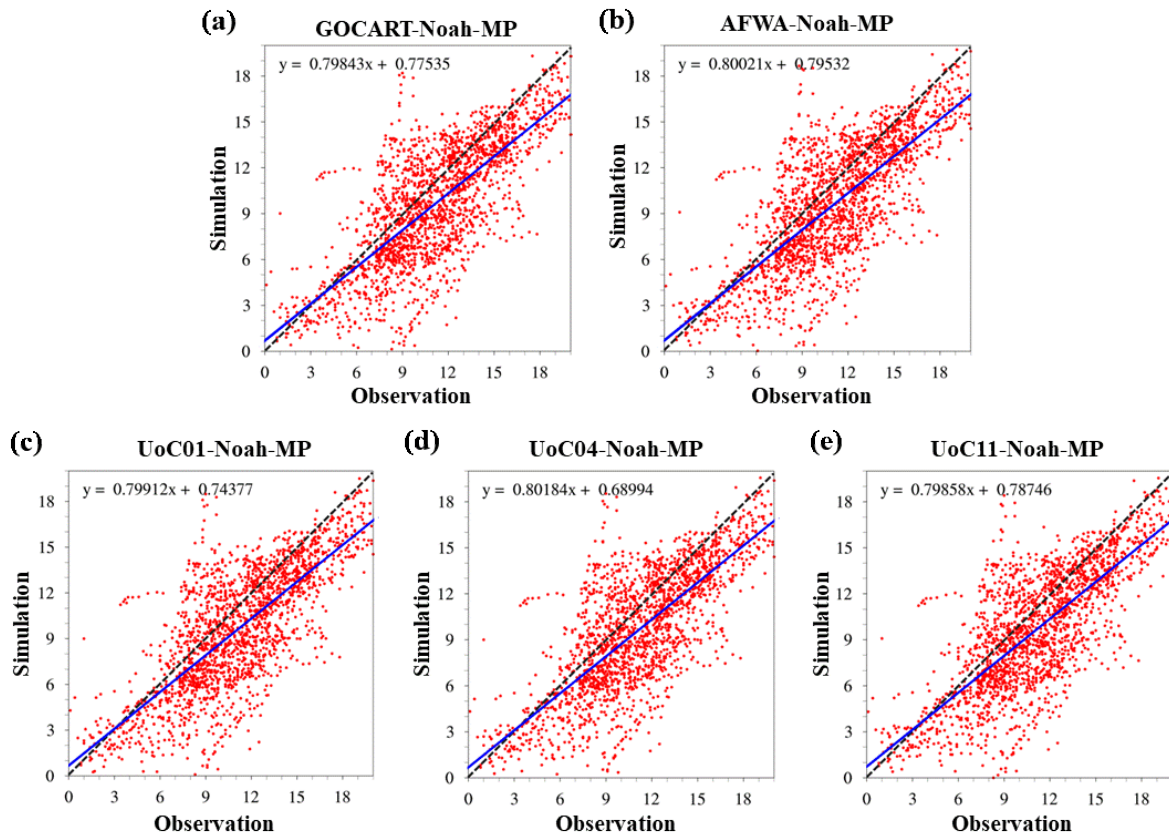 (a)
GOCART-Noah-MP
y = 0.79843x + 0.77535
Simulation
18
15
12
9
6
3
0
0 3 6 9 12 15 18
Observation
(b)
AFWA-Noah-MP
y = 0.80021x + 0.79532
Simulation
18
15
12
9
6
3
0
0 3 6 9 12 15 18
Observation
(c)
UoC01-Noah-MP
y = 0.79912x + 0.74377
Simulation
18
15
12
9
6
3
0
0 3 6 9 12 15 18
Observation
(d)
UoC04-Noah-MP
y = 0.80184x + 0.68994
Simulation
18
15
12
9
6
3
0
0 3 6 9 12 15 18
Observation
(e)
UoC11-Noah-MP
y = 0.79858x + 0.78746
Simulation
18
15
12
9
6
3
0
0 3 6 9 12 15 18
Observation